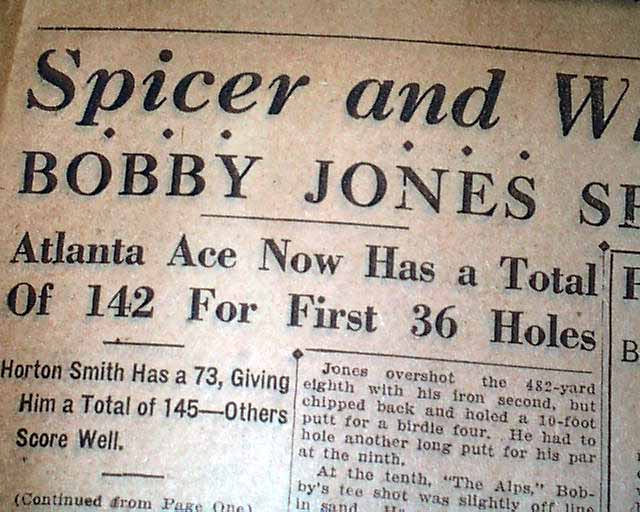 Spicer and
BOBBY JONES
Atlanta Ace Now Has a Total
Of 142 For First 36 Holes
Horton Smith Has a 73, Giving
Him a Total of 145—Others
Score Well.
(Continued from Page One)
Jones overshot the 482-yard
eighth with his iron second, but
chipped back and holed a 10-foot
putt for a birdie four. He had to
hole another long putt for his par
at the ninth.
At the tenth, "The Alps," Bob-
by's tee shot was slightly off line
in sand.